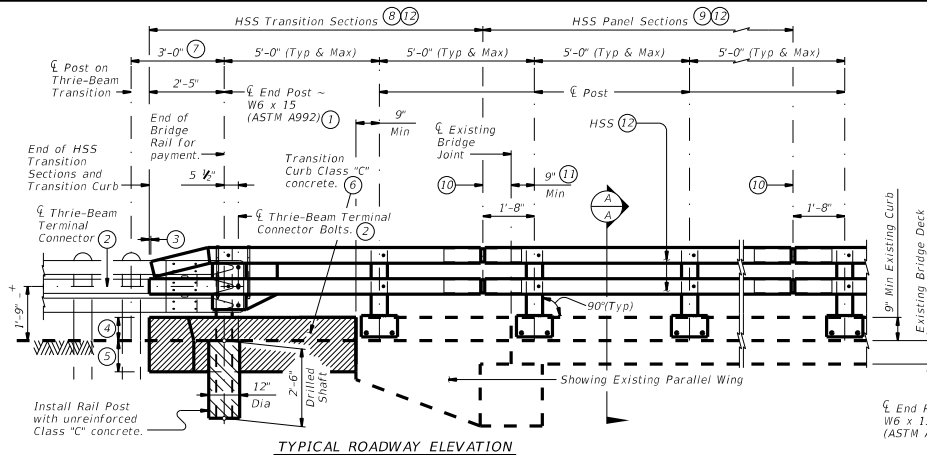 HSS Transition Sections 8 12
HSS Panel Sections 9 12
3'-0" 7
5'-0" (Typ & Max)
5'-0" (Typ & Max)
5'-0" (Typ & Max)
5'-0" (Typ & Max)
℄ Post on
Thrie-Beam
Transition
2'-5"
℄ End Post ~
W6 x 15
(ASTM A992) 1
℄ Post
9"
Min
End of
Bridge
Rail for
payment.
℄ Existing
Bridge
Joint
HSS 12
End of HSS
Transition
Sections and
Transition Curb
Transition
Curb Class "C"
concrete. 6
5 ½"
10
9" 11
Min
10
A
A
1'-8"
1'-8"
℄ Thrie-Beam
Terminal
Connector 2
3
℄ Thrie-Beam Terminal
Connector Bolts. 2
1'-9" ±
4
5
90°(Typ)
9" Min Existing Curb
Existing Bridge Deck
12"
Dia
2'-6"
Drilled
Shaft
Showing Existing Parallel Wing
Install Rail Post
with unreinforced
Class "C" concrete.
℄ End P
W6 x 1
(ASTM A
TYPICAL ROADWAY ELEVATION